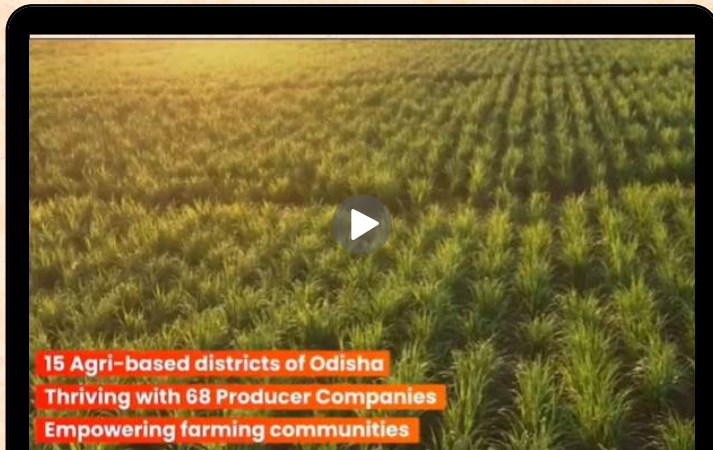 15 Agri-based districts of Odisha
Thriving with 68 Producer Companies
Empowering farming communities